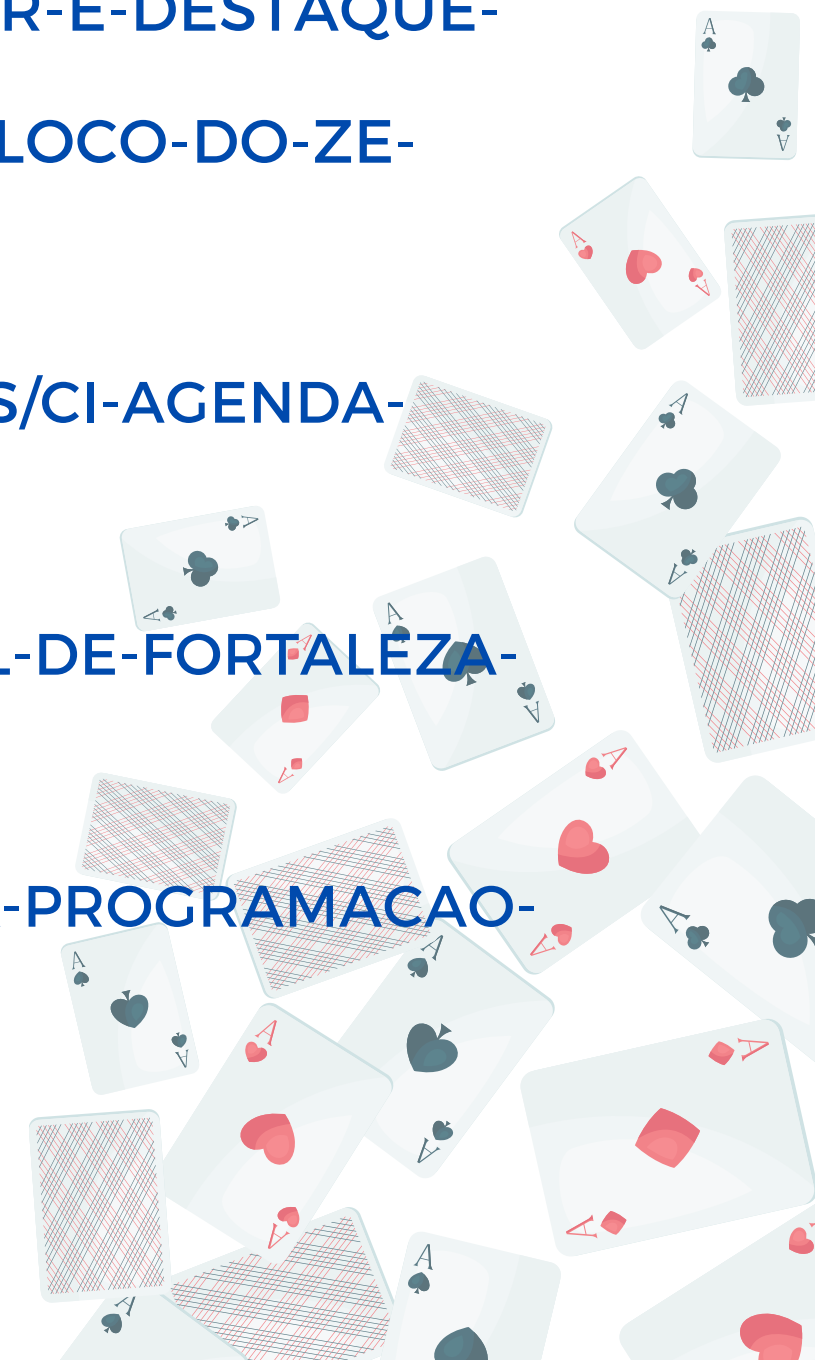 R-E-DESTAQUE-
LOCO-DO-ZE-
S/CI-AGENDA-
L-DE-FORTALEZA-
-PROGRAMACAO-